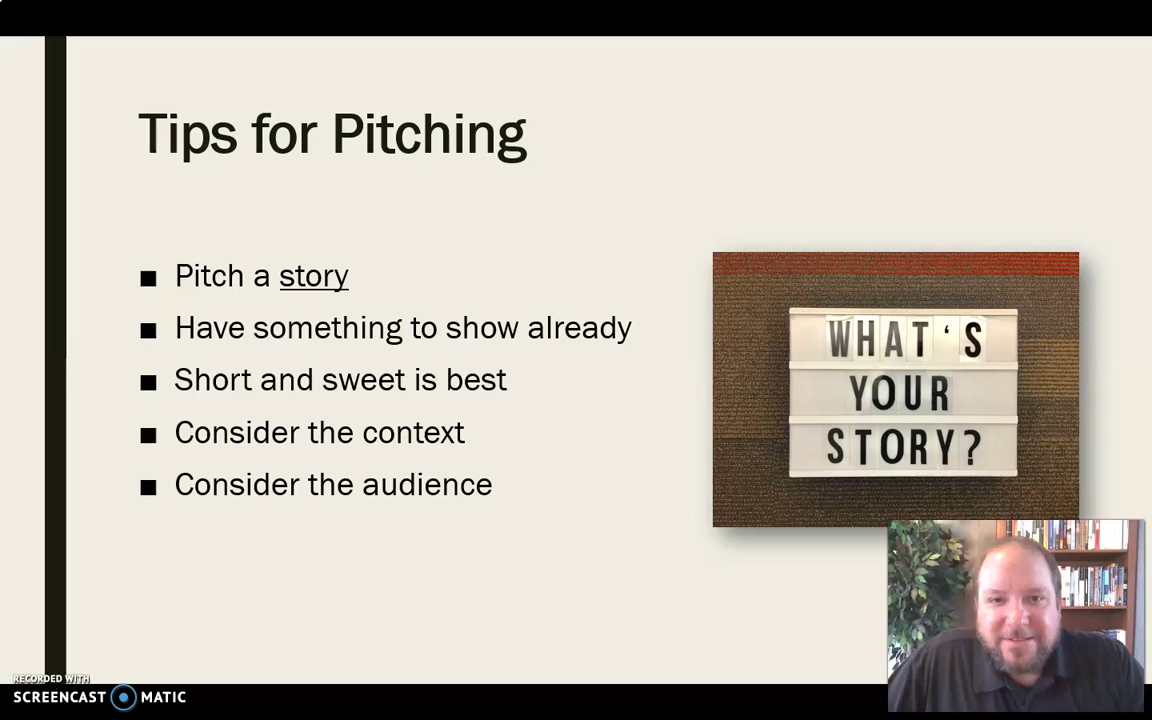 Tips for Pitching
■ Pitch a story
■ Have something to show already
■ Short and sweet is best
■ Consider the context
■ Consider the audience
WHAT'S
YOUR
STORY?
RECORDED WITH
SCREENCAST MATIC